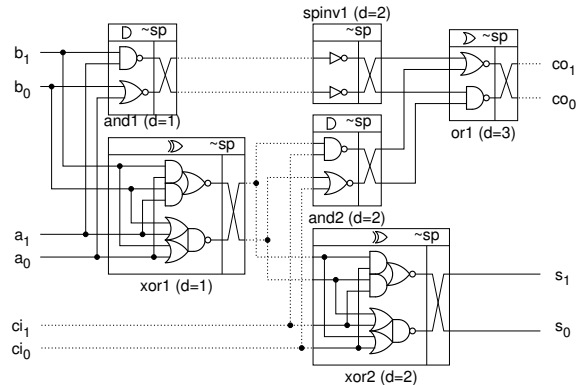 spinv1 (d=2)
~sp
~sp
~sp
b₁
b₀
co₁
co₀
and1 (d=1)
or1 (d=3)
~sp
~sp
and2 (d=2)
~sp
a₁
a₀
xor1 (d=1)
s₁
s₀
ci₁
ci₀
xor2 (d=2)